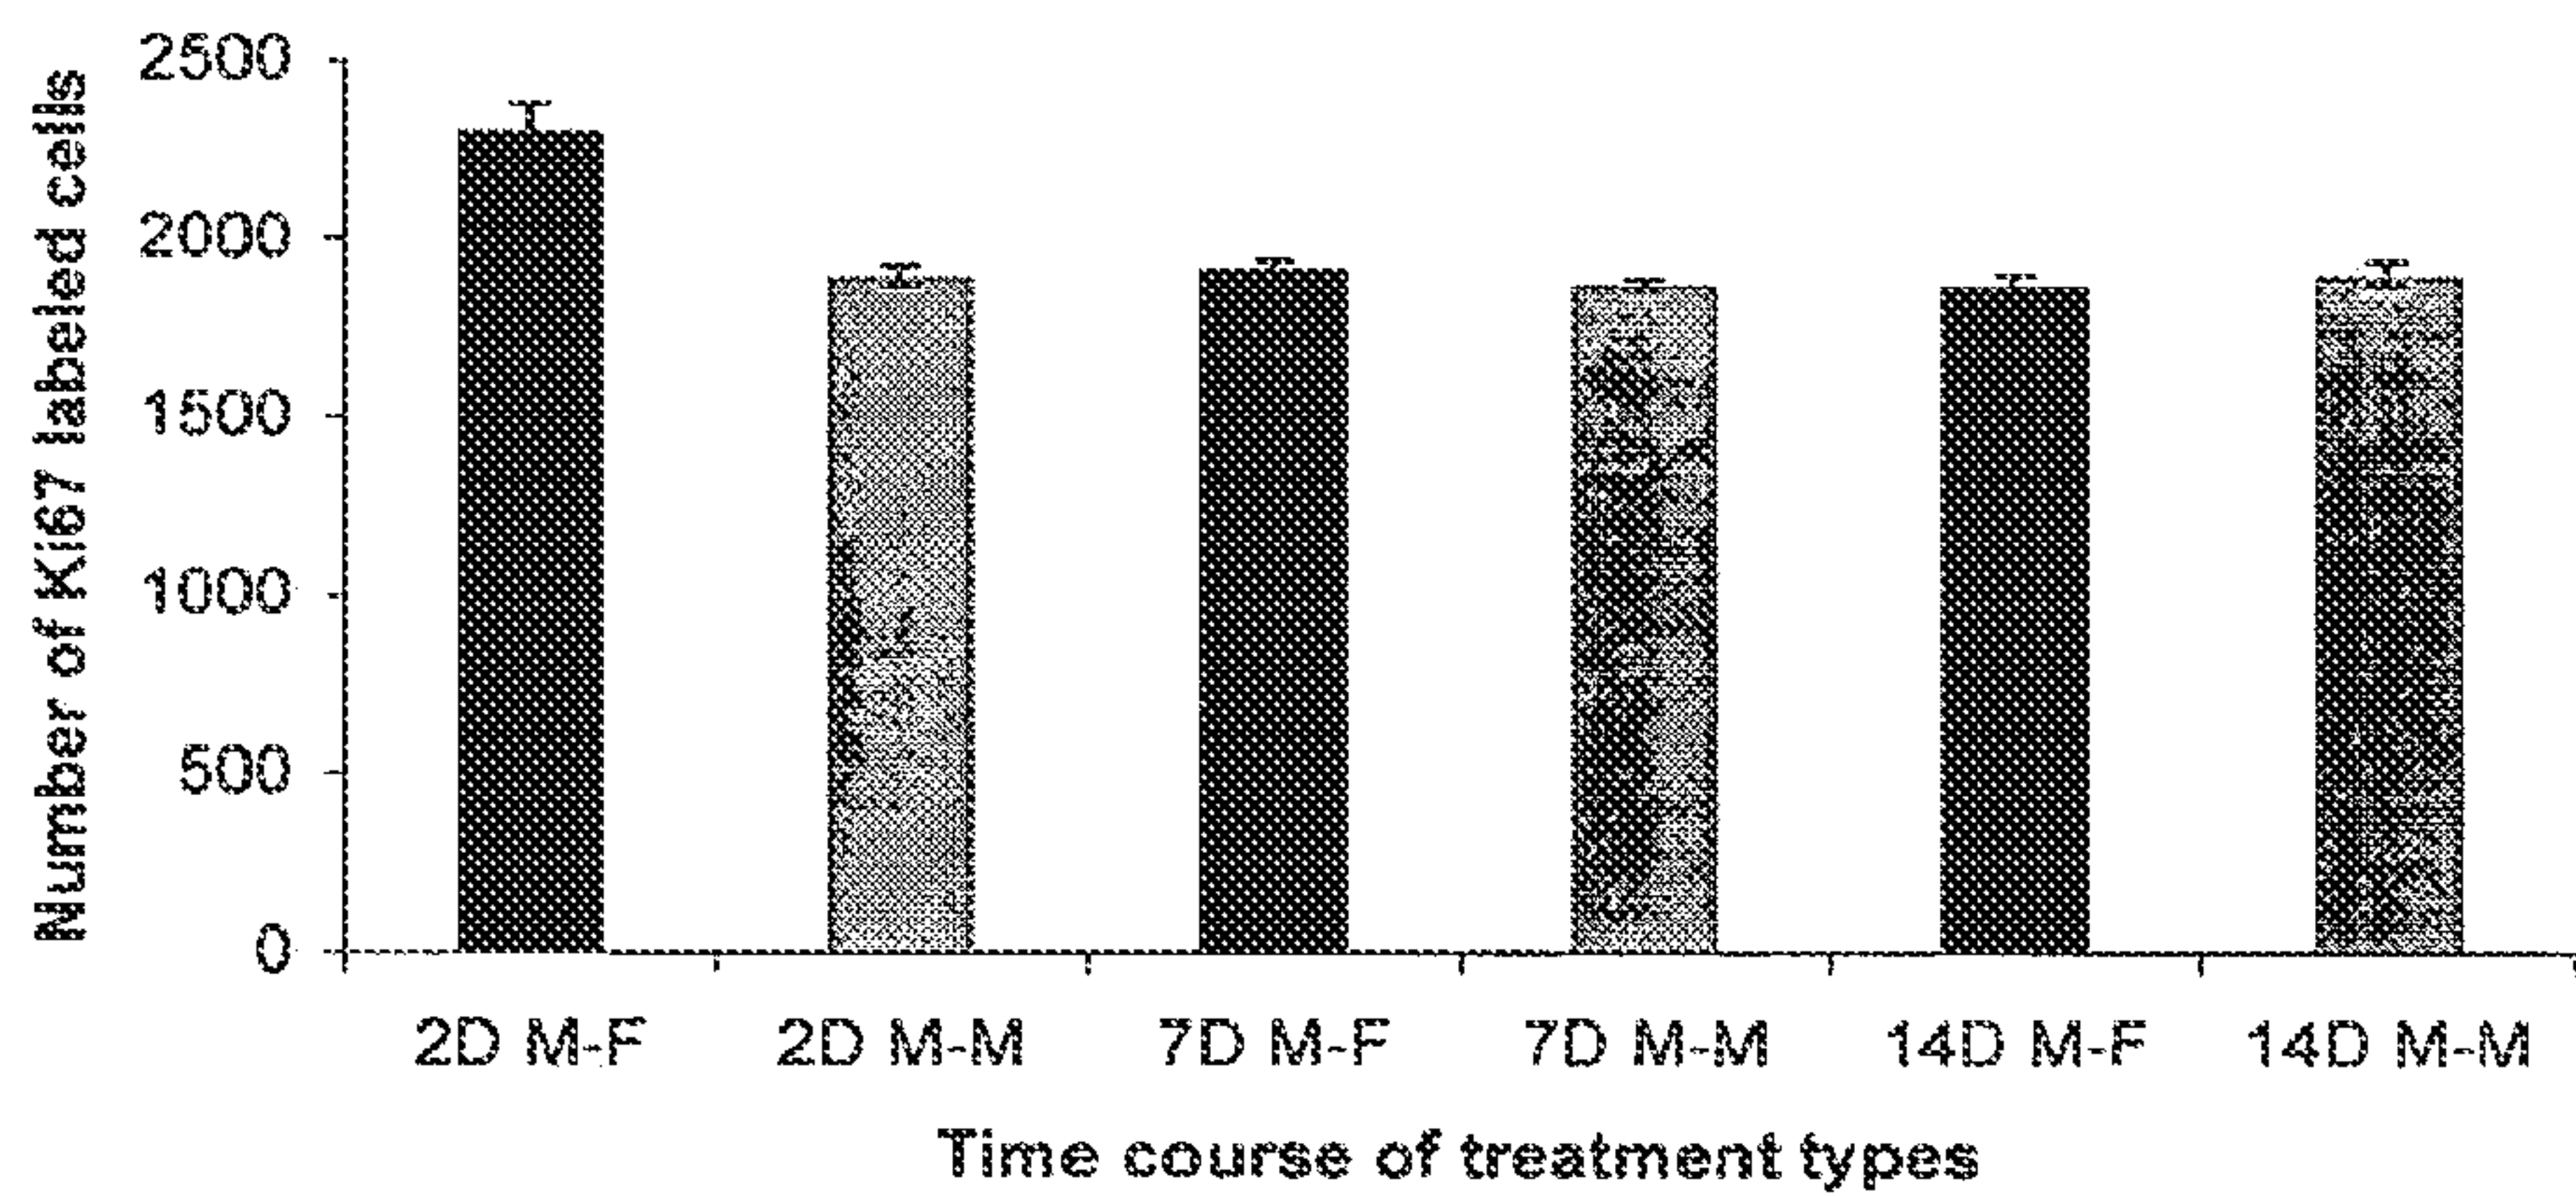 Number of Ki67 labeled cells
2500
2000
1500
1000
500
0
2D M-F
2D M-M
7D M-F
7D M-M
14D M-F
14D M-M
Time course of treatment types